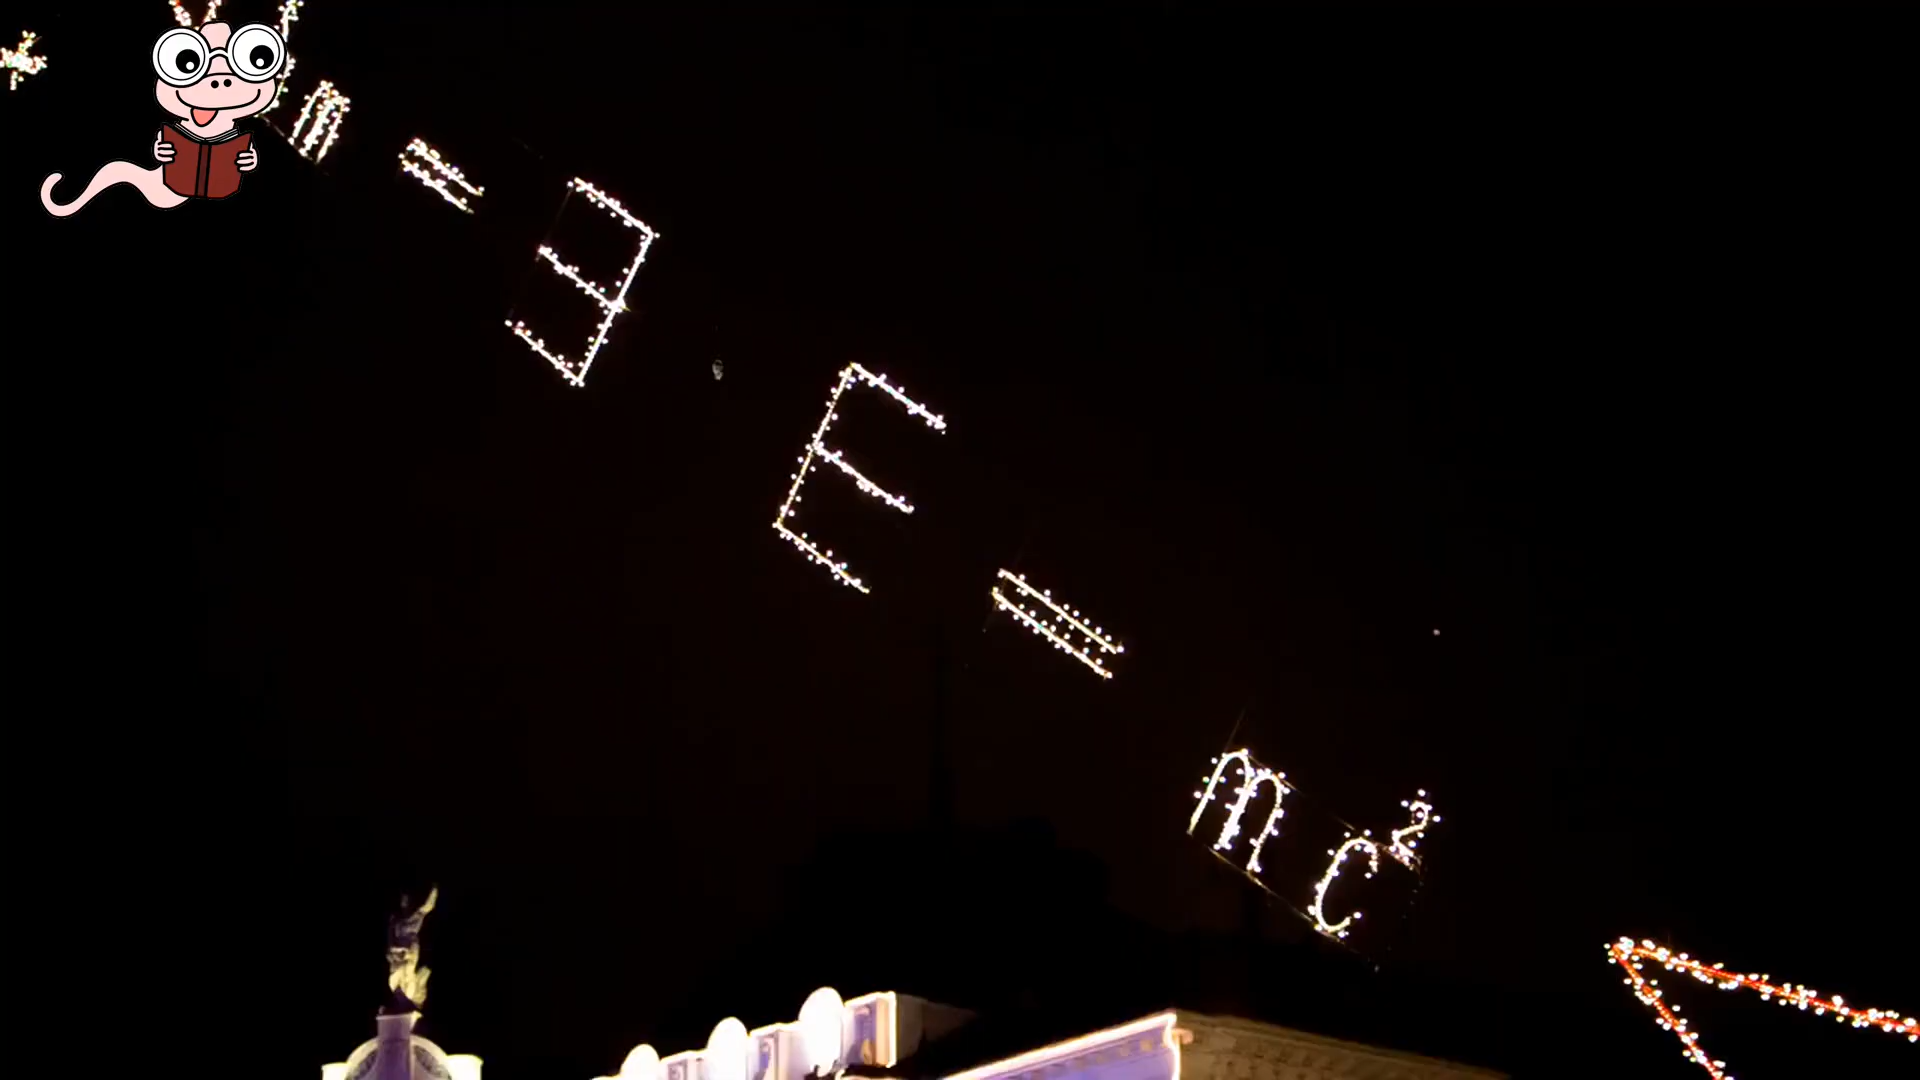 E = mc²